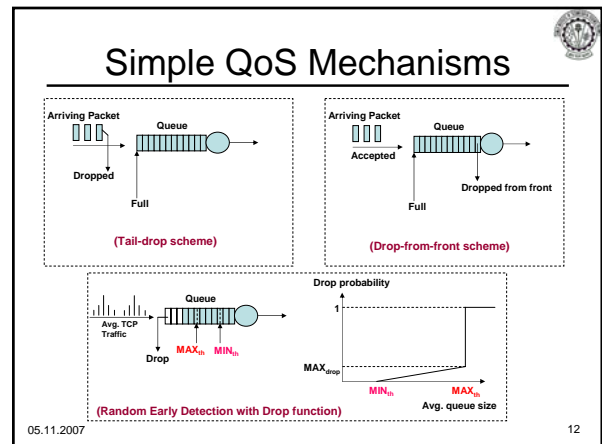 Simple QoS Mechanisms
Arriving Packet
Queue
Dropped
Full
(Tail-drop scheme)
Arriving Packet
Queue
Accepted
Dropped from front
Full
(Drop-from-front scheme)
Queue
Avg. TCP
Traffic
Drop
MAXth
MINth
Drop probability
1
MAXdrop
MINth
MAXth
Avg. queue size
(Random Early Detection with Drop function)
05.11.2007
12